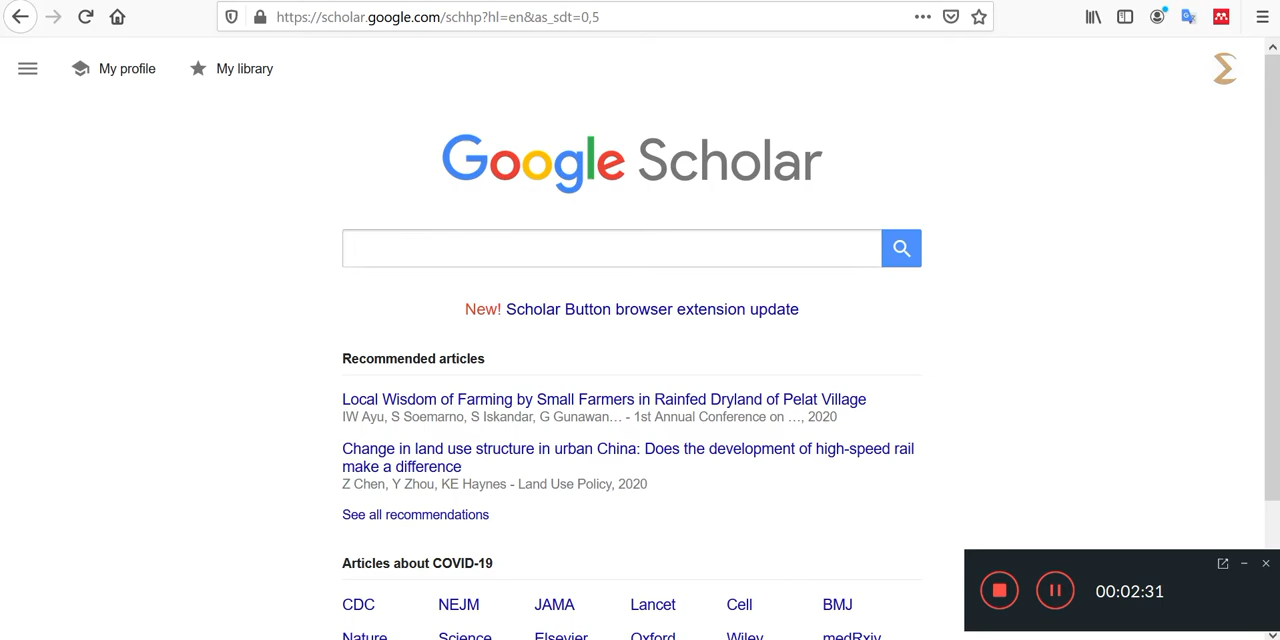 https://scholar.google.com/schhp?hl=en&as_sdt=0,5
My profile
My library
Google Scholar
New! Scholar Button browser extension update
Recommended articles
Local Wisdom of Farming by Small Farmers in Rainfed Dryland of Pelat Village
IW Ayu, S Soemarno, S Iskandar, G Gunawan… - 1st Annual Conference on …, 2020
Change in land use structure in urban China: Does the development of high-speed rail
make a difference
Z Chen, Y Zhou, KE Haynes - Land Use Policy, 2020
See all recommendations
Articles about COVID-19
CDC NEJM JAMA Lancet Cell BMJ
Nature Science Elsevier Oxford Wiley medRxiv
00:02:31